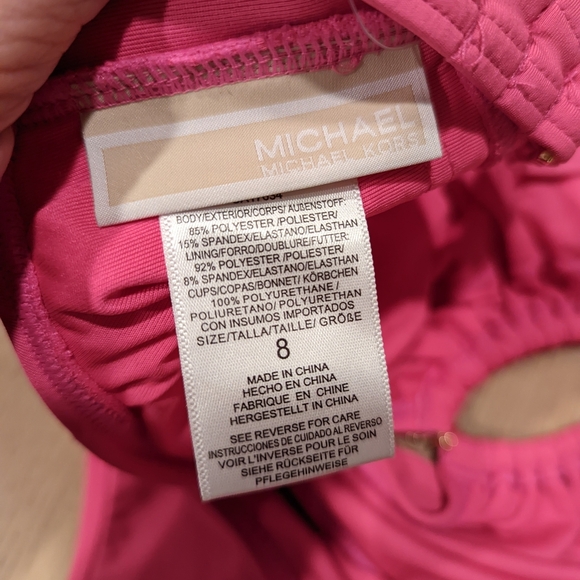 MICHAEL
MICHAEL KORS
BODY/EXTERIOR/CORPS/ AUßENSTOFF:
85% POLYETER /POLIESTER/
15% SPANDEX/ELASTANO/ELASTHAN
LINING/FORRO/DOUBLURE/FUTTER:
92% POLYETER /POLIESTER/
8% SPANDEX/ELASTANO/ELASTHAN
CUPS/COPAS/BONNET/ KÖRBCHEN
100% POLYURETHANE /
POLIURETANO/ POLYURETHAN
CON INSUMOS IMPORTADOS
SIZE/TALLA/TAILLE/ GRÖßE
8
MADE IN CHINA
HECHO EN CHINA
FABRIQUE EN CHINE
HERGESTELLT IN CHINA
SEE REVERSE FOR CARE
INSTRUCCIONES DE CUIDADO AL REVERSO
VOIR L'INVERSE POUR LE SOIN
SIEHE RÜCKSEITE FÜR
PFLEGEHINWEISE